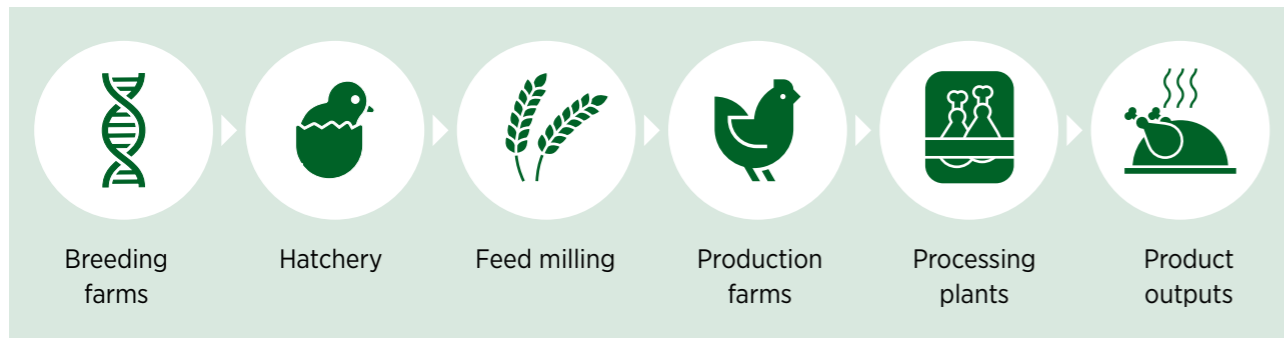 Breeding
farms
Hatchery
Feed milling
Production
farms
Processing
plants
Product
outputs